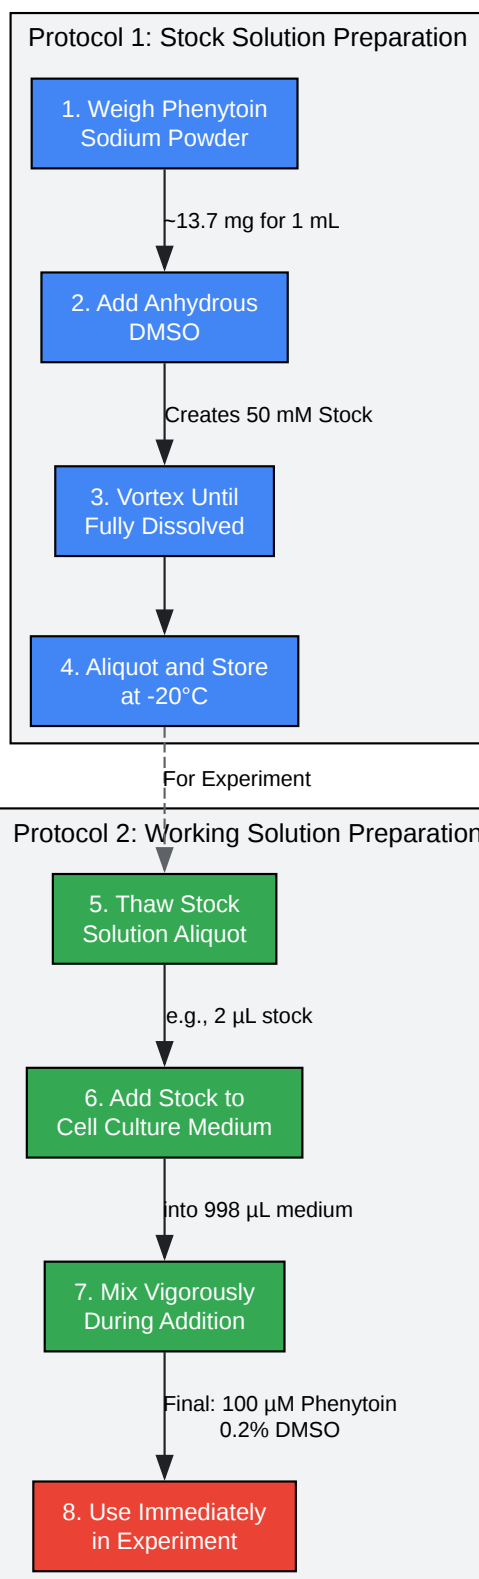 Protocol 1: Stock Solution Preparation
1. Weigh Phenytoin
Sodium Powder
~13.7 mg for 1 mL
2. Add Anhydrous
DMSO
Creates 50 mM Stock
3. Vortex Until
Fully Dissolved
4. Aliquot and Store
at -20°C
For Experiment
Protocol 2: Working Solution Preparation
5. Thaw Stock
Solution Aliquot
e.g., 2 µL stock
6. Add Stock to
Cell Culture Medium
into 998 µL medium
7. Mix Vigorously
During Addition
Final: 100 µM Phenytoin
0.2% DMSO
8. Use Immediately
in Experiment